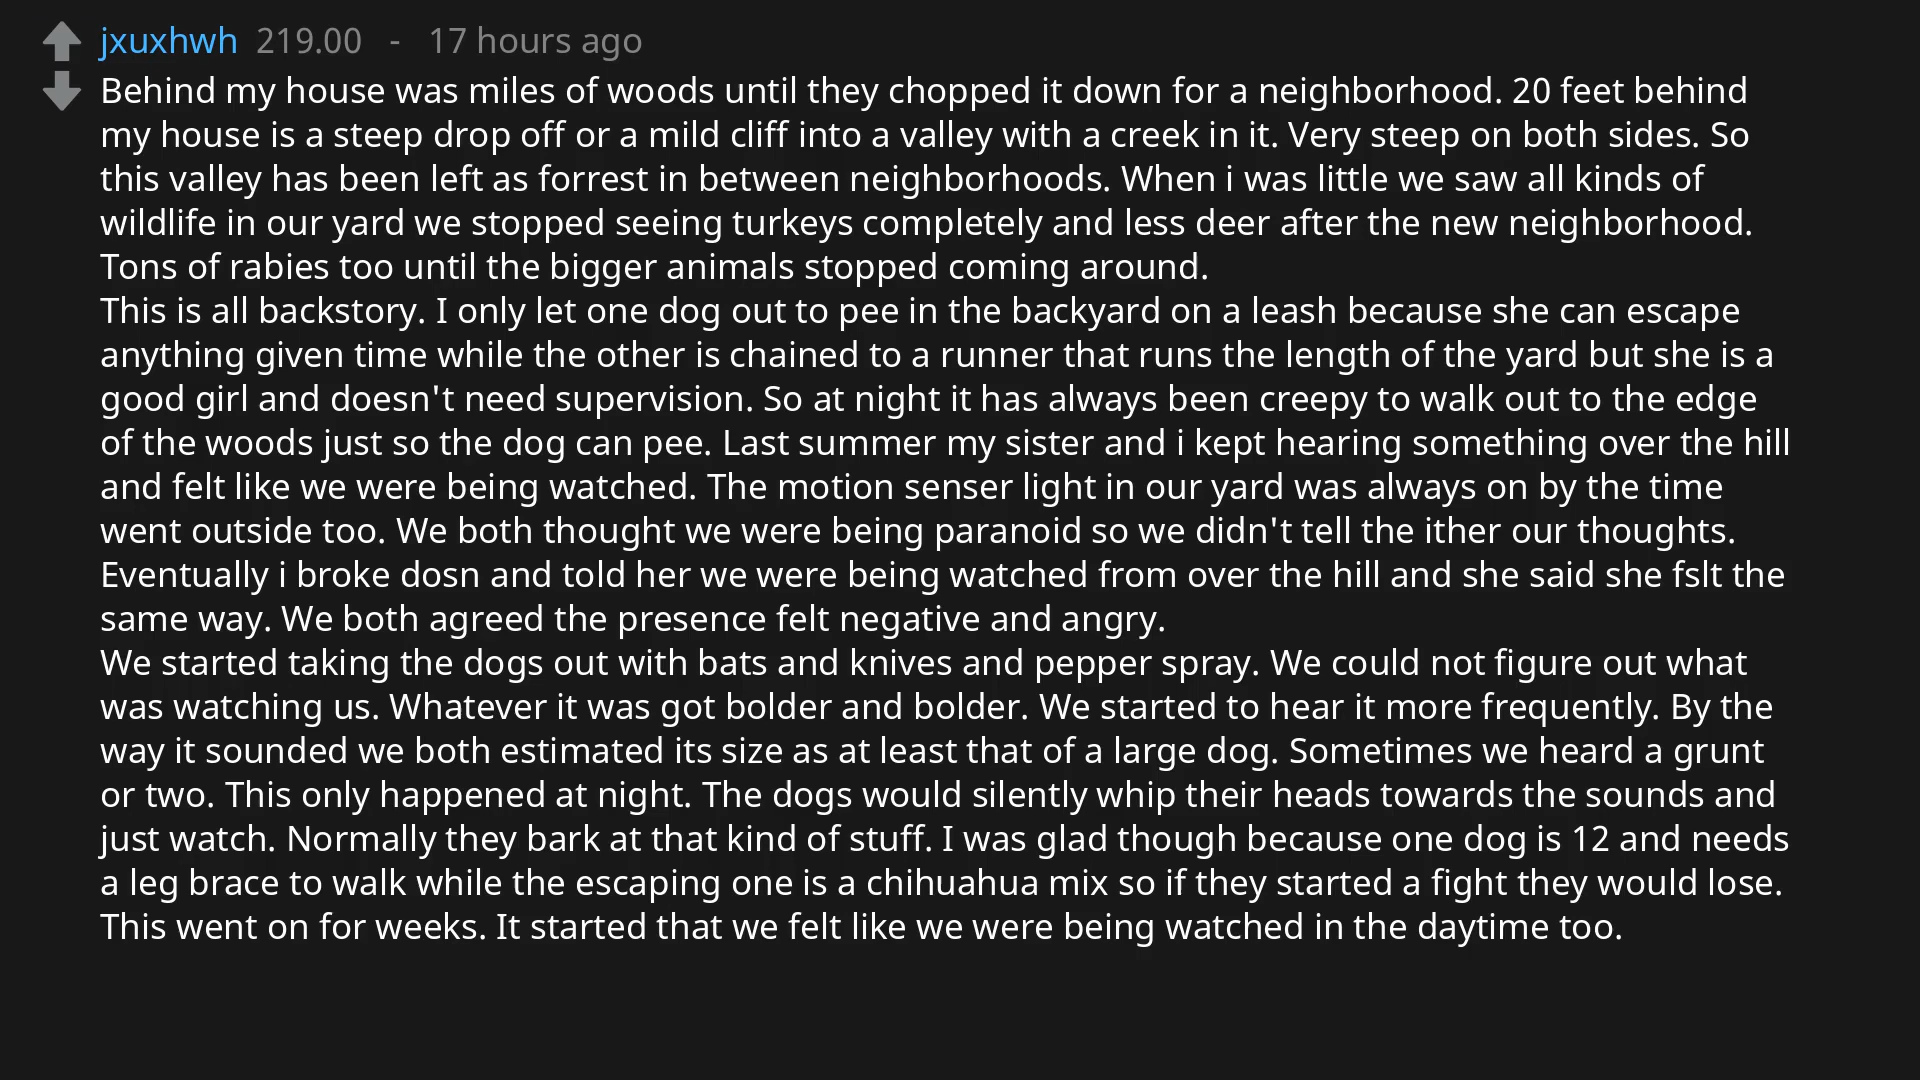 jxuxhwh 219.00 - 17 hours ago
Behind my house was miles of woods until they chopped it down for a neighborhood. 20 feet behind
my house is a steep drop off or a mild cliff into a valley with a creek in it. Very steep on both sides. So
this valley has been left as forrest in between neighborhoods. When i was little we saw all kinds of
wildlife in our yard we stopped seeing turkeys completely and less deer after the new neighborhood.
Tons of rabies too until the bigger animals stopped coming around.
This is all backstory. I only let one dog out to pee in the backyard on a leash because she can escape
anything given time while the other is chained to a runner that runs the length of the yard but she is a
good girl and doesn't need supervision. So at night it has always been creepy to walk out to the edge
of the woods just so the dog can pee. Last summer my sister and i kept hearing something over the hill
and felt like we were being watched. The motion senser light in our yard was always on by the time
went outside too. We both thought we were being paranoid so we didn't tell the ither our thoughts.
Eventually i broke dosn and told her we were being watched from over the hill and she said she fslt the
same way. We both agreed the presence felt negative and angry.
We started taking the dogs out with bats and knives and pepper spray. We could not figure out what
was watching us. Whatever it was got bolder and bolder. We started to hear it more frequently. By the
way it sounded we both estimated its size as at least that of a large dog. Sometimes we heard a grunt
or two. This only happened at night. The dogs would silently whip their heads towards the sounds and
just watch. Normally they bark at that kind of stuff. I was glad though because one dog is 12 and needs
a leg brace to walk while the escaping one is a chihuahua mix so if they started a fight they would lose.
This went on for weeks. It started that we felt like we were being watched in the daytime too.